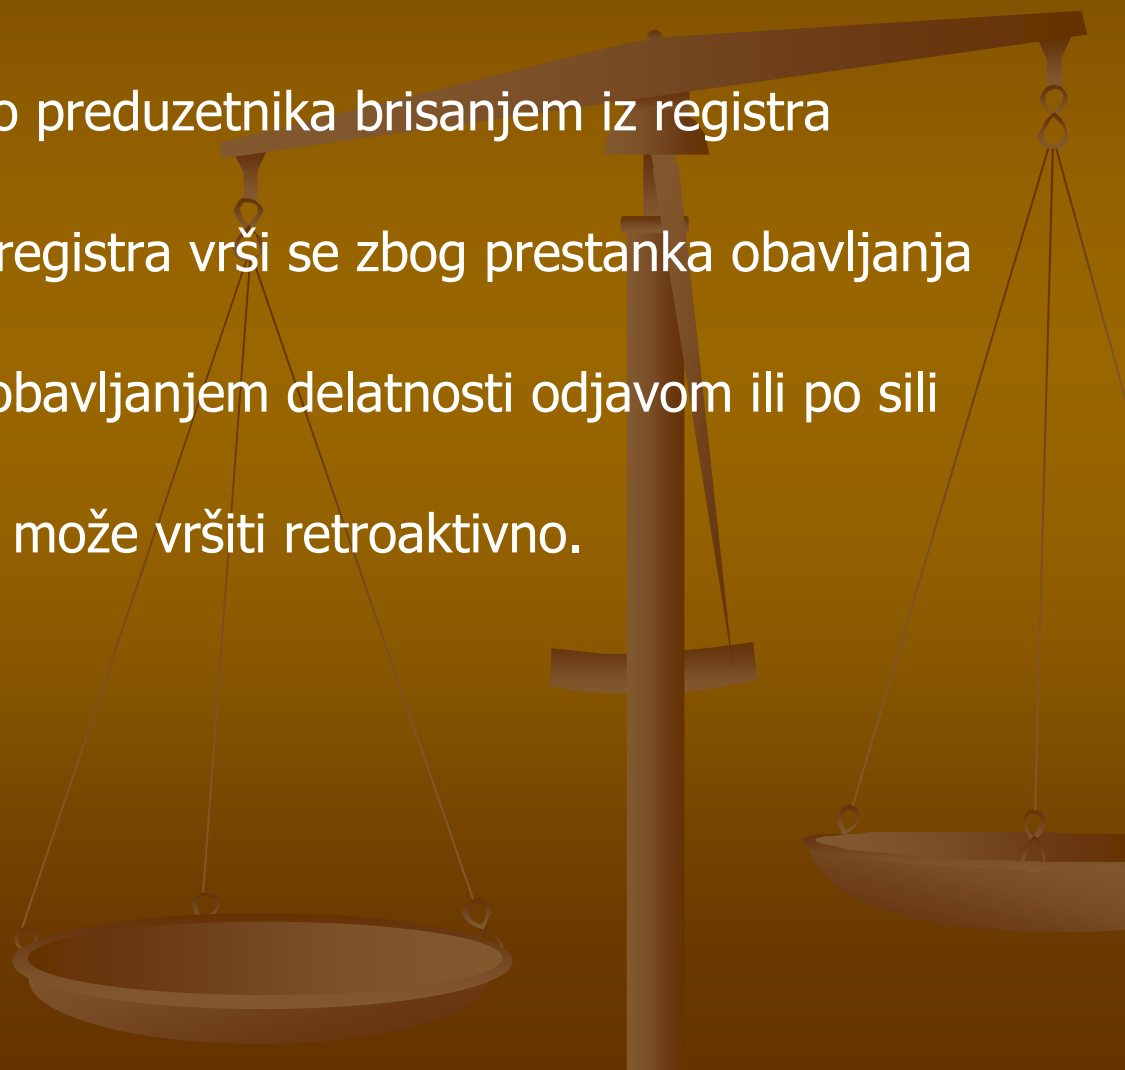 o preduzetnika brisanjem iz registra
registra vrši se zbog prestanka obavljanja
obavljanjem delatnosti odjavom ili po sili
može vršiti retroaktivno.